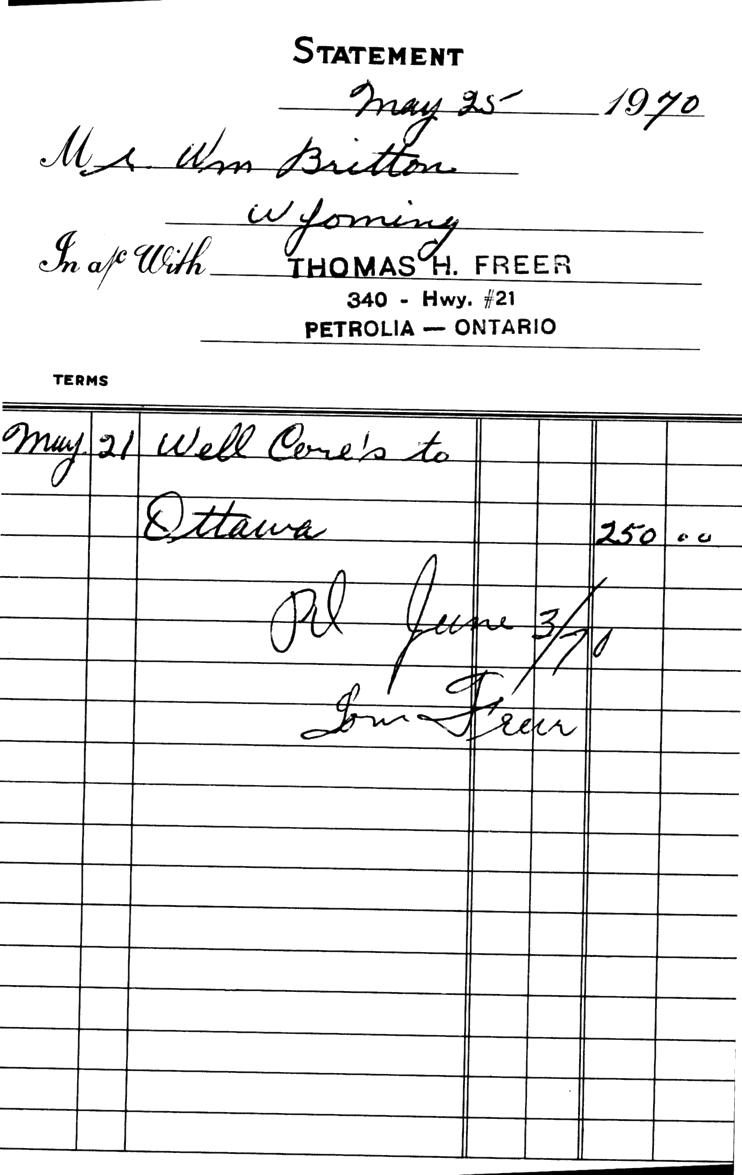 STATEMENT
May 25 1970
Mr. Wm Britton
Wyoming
In a/c With THOMAS H. FREER
340 - Hwy. #21
PETROLIA — ONTARIO
TERMS
May 21 Well Core's to
Ottawa 250 00
Pd June 3/70
Tom Freer